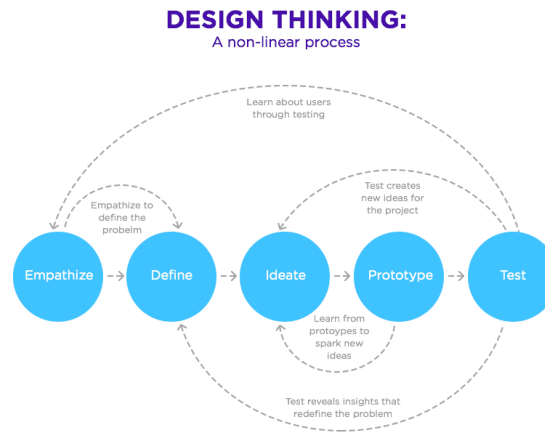 DESIGN THINKING:
A non-linear process
Learn about users
through testing
Empathize to
define the
probelm
Test creates
new ideas for
the project
Empathize
Define
Ideate
Prototype
Test
Learn from
protoypes to
spark new
ideas
Test reveals insights that
redefine the problem